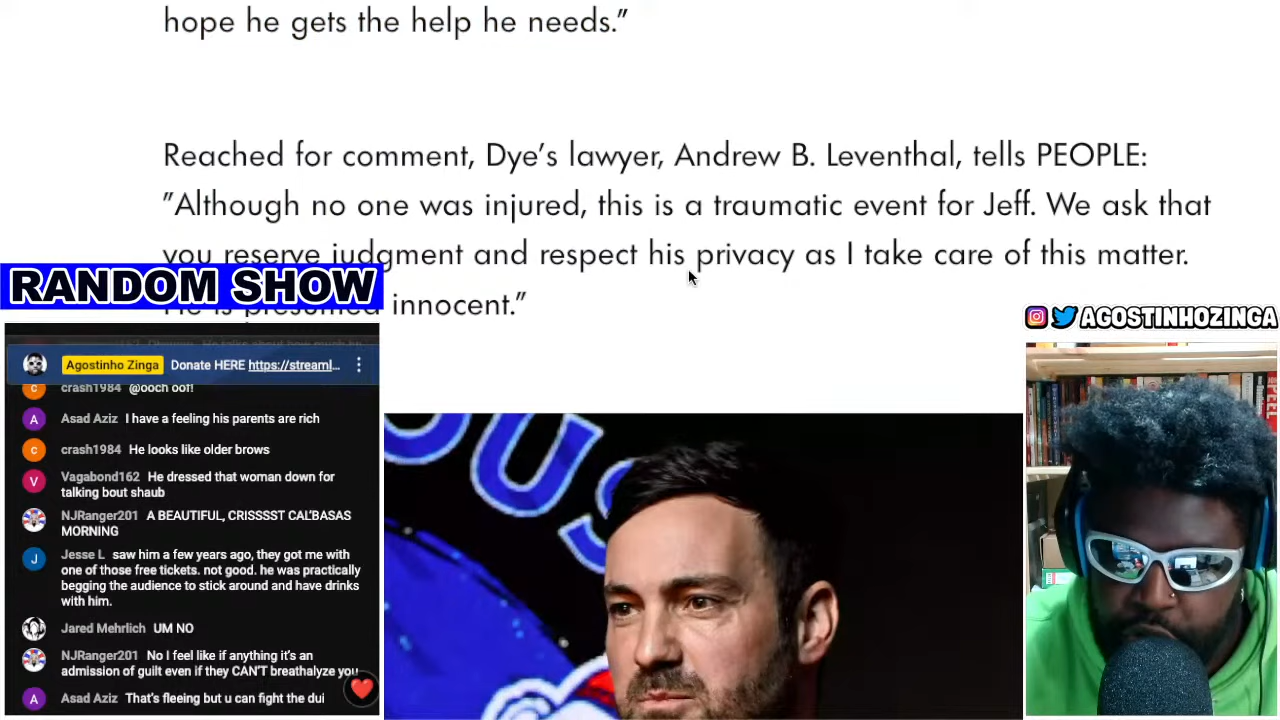 hope he gets the help he needs.”
Reached for comment, Dye’s lawyer, Andrew B. Leventhal, tells PEOPLE:
”Although no one was injured, this is a traumatic event for Jeff. We ask that
you reserve judgment and respect his privacy as I take care of this matter.
He is presumed innocent.”
RANDOM SHOW
AGOSTINHOZINGA
Agostinho Zinga Donate HERE https://streaml...
crash1984 @ooch oof!
Asad Aziz I have a feeling his parents are rich
crash1984 He looks like older brows
Vagabond162 He dressed that woman down for
talking bout shaub
NJRanger201 A BEAUTIFUL, CRISSSST CAL'BASAS
MORNING
Jesse L saw him a few years ago, they got me with
one of those free tickets. not good. he was practically
begging the audience to stick around and have drinks
with him.
Jared Mehrlich UM NO
NJRanger201 No I feel like if anything it's an
admission of guilt even if they CAN'T breathalyze you
Asad Aziz That's fleeing but u can fight the dui
OUS